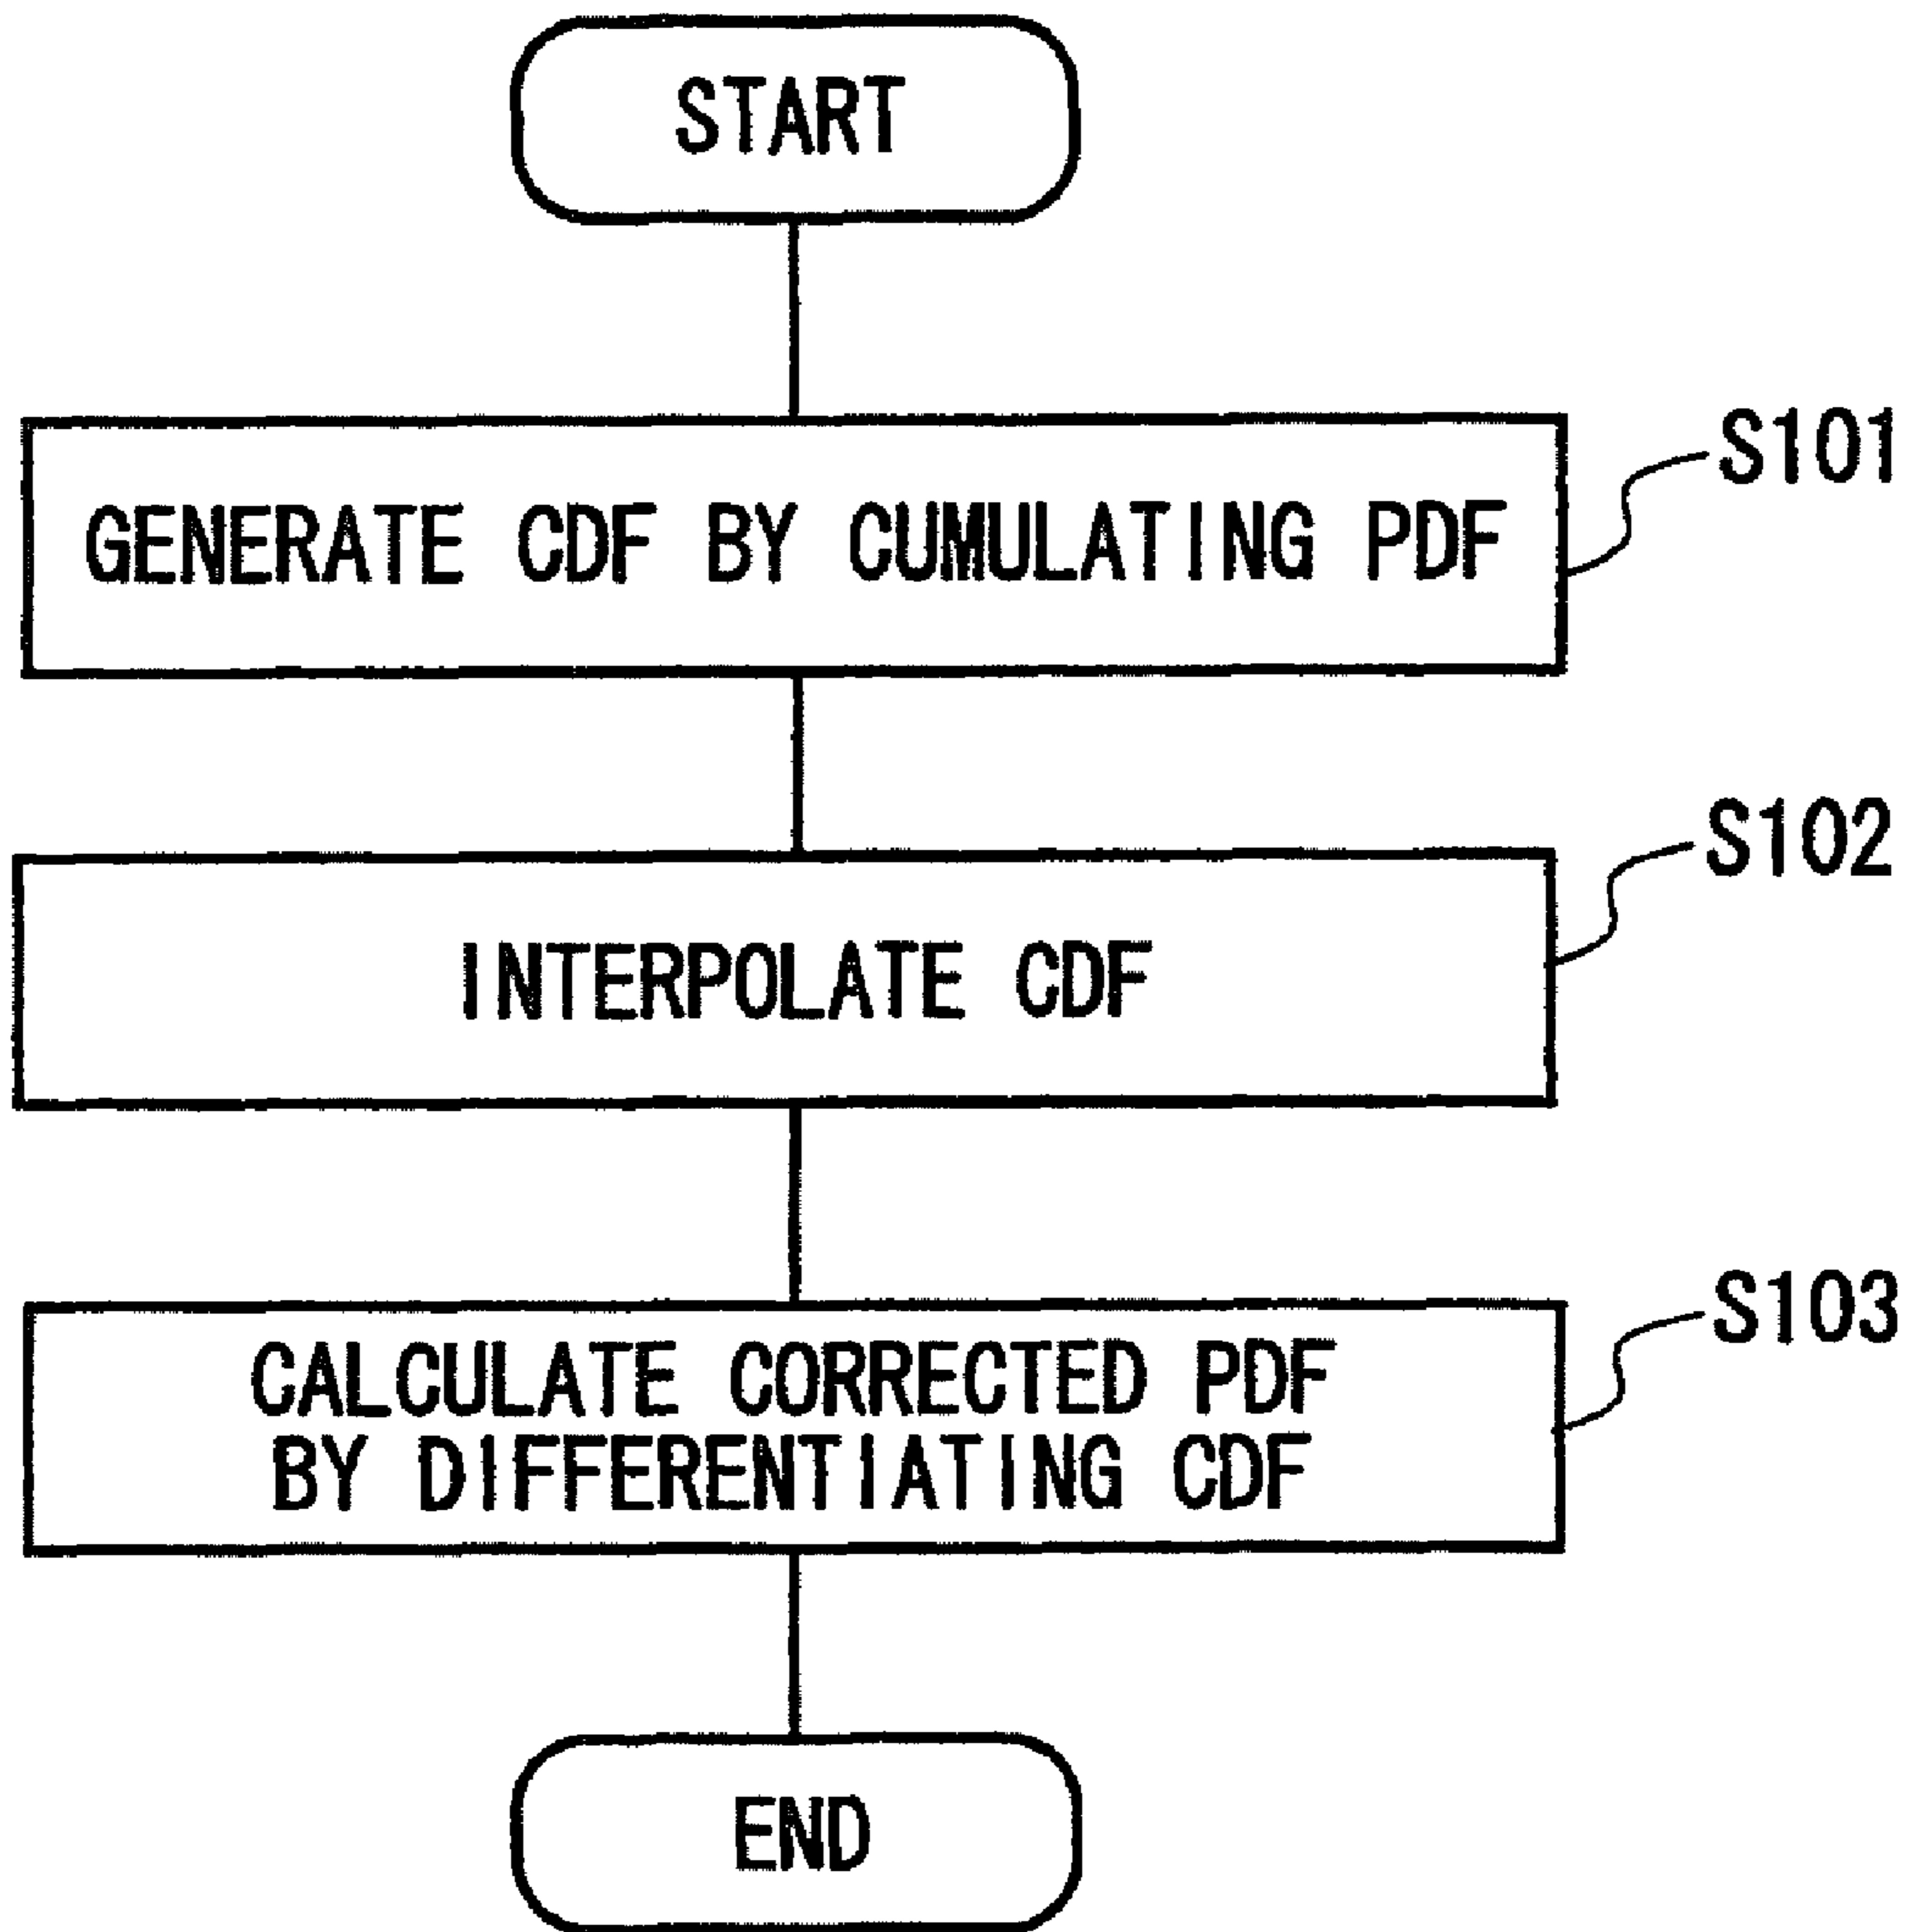 START
GENERATE CDF BY CUMULATING PDF
S101
INTERPOLATE CDF
S102
CALCULATE CORRECTED PDF
BY DIFFERENTIATING CDF
S103
END